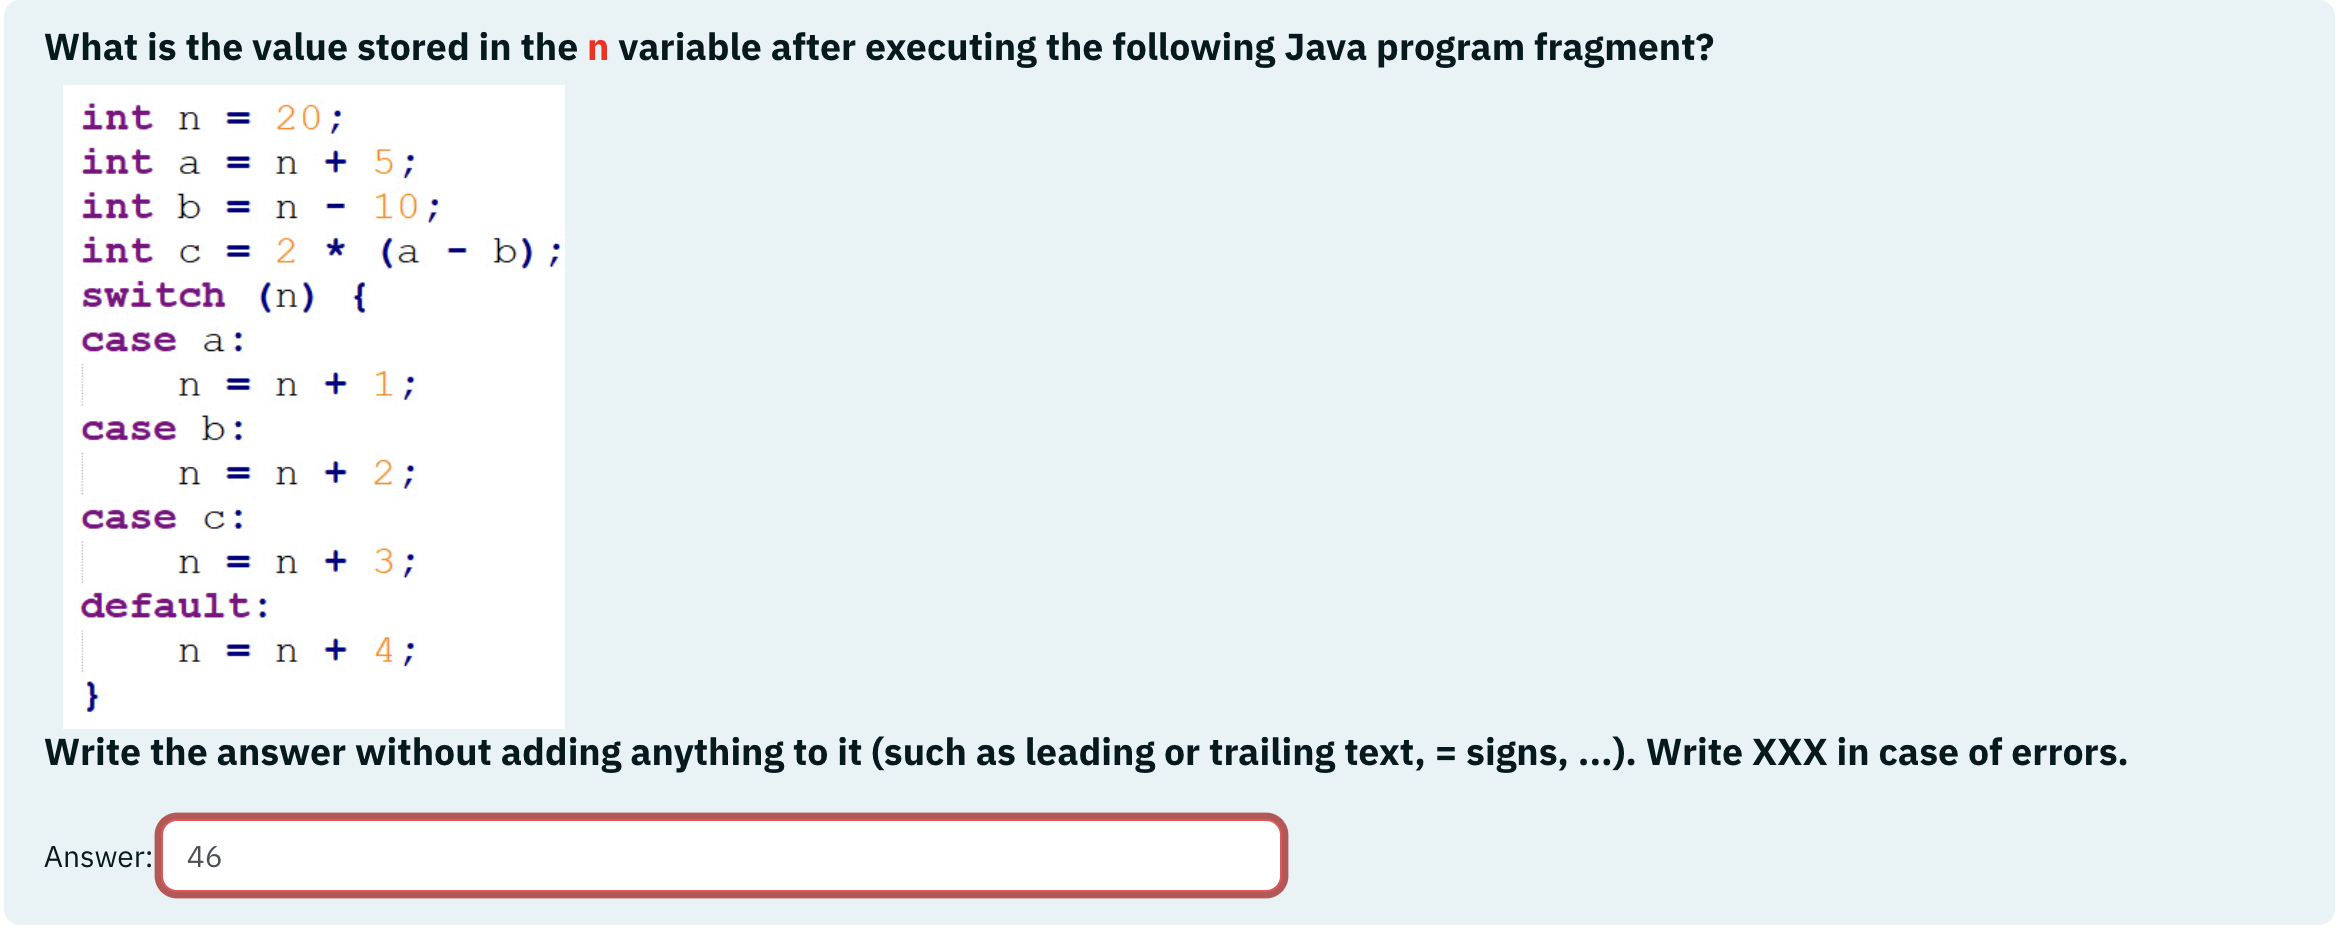 What is the value stored in the n variable after executing the following Java program fragment?
int n = 20;
int a = n + 5;
int b = n - 10;
int c = 2 * (a - b);
switch (n) {
case a:
    n = n + 1;
case b:
    n = n + 2;
case c:
    n = n + 3;
default:
    n = n + 4;
}
Write the answer without adding anything to it (such as leading or trailing text, = signs, ...). Write XXX in case of errors.
Answer: 46